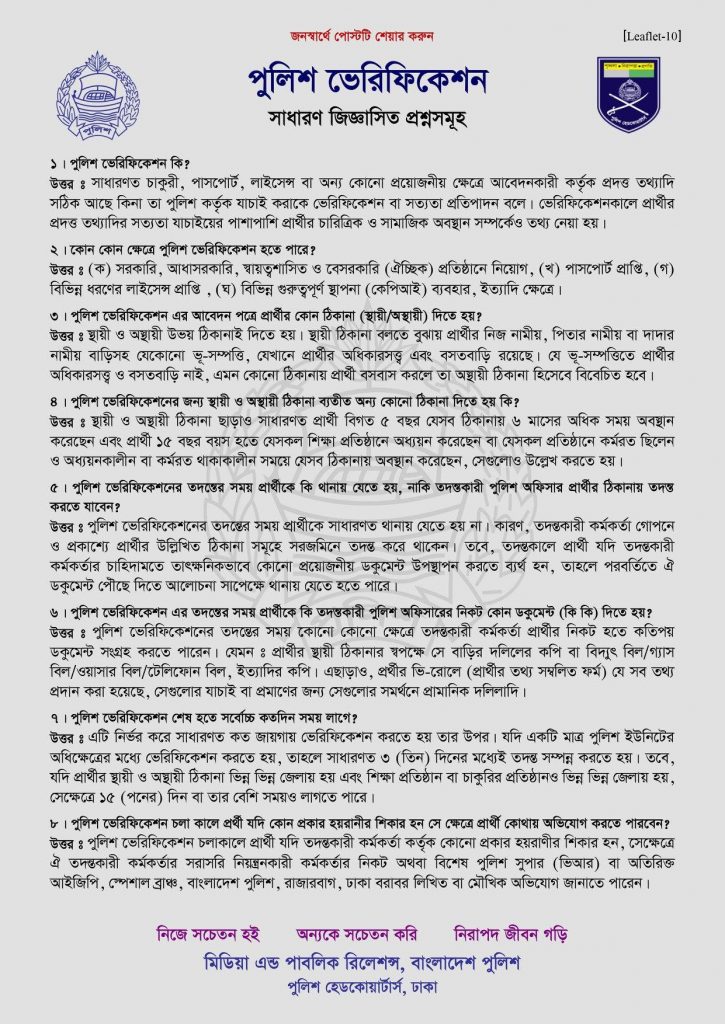 জনস্বার্থে পোস্টটি শেয়ার করুন
[Leaflet-10]
পুলিশ ভেরিফিকেশন
সাধারণ জিজ্ঞাসিত প্রশ্নসমূহ
পুলিশ
শৃঙ্খলা • নিরাপত্তা • প্রগতি
পুলিশ হেডকোয়ার্টার্স
১। পুলিশ ভেরিফিকেশন কি?
উত্তর : সাধারণত চাকুরী, পাসপোর্ট, লাইসেন্স বা অন্য কোনো প্রয়োজনীয় ক্ষেত্রে আবেদনকারী কর্তৃক প্রদত্ত তথ্যাদি
সঠিক আছে কিনা তা পুলিশ কর্তৃক যাচাই করাকে ভেরিফিকেশন বা সত্যতা প্রতিপাদন বলে। ভেরিফিকেশনকালে প্রার্থীর
প্রদত্ত তথ্যাদির সত্যতা যাচাইয়ের পাশাপাশি প্রার্থীর চারিত্রিক ও সামাজিক অবস্থান সম্পর্কেও তথ্য নেয়া হয়।
২। কোন কোন ক্ষেত্রে পুলিশ ভেরিফিকেশন হতে পারে?
উত্তর : (ক) সরকারি, আধাসরকারি, স্বায়ত্বশাসিত ও বেসরকারি (ঐচ্ছিক) প্রতিষ্ঠানে নিয়োগ, (খ) পাসপোর্ট প্রাপ্তি, (গ)
বিভিন্ন ধরণের লাইসেন্স প্রাপ্তি , (ঘ) বিভিন্ন গুরুত্বপূর্ণ স্থাপনা (কেপিআই) ব্যবহার, ইত্যাদি ক্ষেত্রে।
৩। পুলিশ ভেরিফিকেশন এর আবেদন পত্রে প্রার্থীর কোন ঠিকানা (স্থায়ী/অস্থায়ী) দিতে হয়?
উত্তর : স্থায়ী ও অস্থায়ী উভয় ঠিকানাই দিতে হয়। স্থায়ী ঠিকানা বলতে বুঝায় প্রার্থীর নিজ নামীয়, পিতার নামীয় বা দাদার
নামীয় বাড়িসহ যেকোনো ভূ-সম্পত্তি, যেখানে প্রার্থীর অধিকারসত্ত্ব এবং বসতবাড়ি রয়েছে। যে ভূ-সম্পত্তিতে প্রার্থীর
অধিকারসত্ত্ব ও বসতবাড়ি নাই, এমন কোনো ঠিকানায় প্রার্থী বসবাস করলে তা অস্থায়ী ঠিকানা হিসেবে বিবেচিত হবে।
৪। পুলিশ ভেরিফিকেশনের জন্য স্থায়ী ও অস্থায়ী ঠিকানা ব্যতীত অন্য কোনো ঠিকানা দিতে হয় কি?
উত্তর : স্থায়ী ও অস্থায়ী ঠিকানা ছাড়াও সাধারণত প্রার্থী বিগত ৫ বছর যেসব ঠিকানায় ৬ মাসের অধিক সময় অবস্থান
করেছেন এবং প্রার্থী ১৫ বছর বয়স হতে যেসকল শিক্ষা প্রতিষ্ঠানে অধ্যয়ন করেছেন বা যেসকল প্রতিষ্ঠানে কর্মরত ছিলেন
ও অধ্যয়নকালীন বা কর্মরত থাকাকালীন সময়ে যেসব ঠিকানায় অবস্থান করেছেন, সেগুলোও উল্লেখ করতে হয়।
৫। পুলিশ ভেরিফিকেশনের তদন্তের সময় প্রার্থীকে কি থানায় যেতে হয়, নাকি তদন্তকারী পুলিশ অফিসার প্রার্থীর ঠিকানায় তদন্ত
করতে যাবেন?
উত্তর : পুলিশ ভেরিফিকেশনের তদন্তের সময় প্রার্থীকে সাধারণত থানায় যেতে হয় না। কারণ, তদন্তকারী কর্মকর্তা গোপনে
ও প্রকাশ্যে প্রার্থীর উল্লিখিত ঠিকানা সমূহে সরজমিনে তদন্ত করে থাকেন। তবে, তদন্তকালে প্রার্থী যদি তদন্তকারী
কর্মকর্তার চাহিদামতে তাৎক্ষনিকভাবে কোনো প্রয়োজনীয় ডকুমেন্ট উপস্থাপন করতে ব্যর্থ হন, তাহলে পরবর্তিতে ঐ
ডকুমেন্ট পৌছে দিতে আলোচনা সাপেক্ষে থানায় যেতে হতে পারে।
৬। পুলিশ ভেরিফিকেশন এর তদন্তের সময় প্রার্থীকে কি তদন্তকারী পুলিশ অফিসারের নিকট কোন ডকুমেন্ট (কি কি) দিতে হয়?
উত্তর : পুলিশ ভেরিফিকেশনের তদন্তের সময় কোনো কোনো ক্ষেত্রে তদন্তকারী কর্মকর্তা প্রার্থীর নিকট হতে কতিপয়
ডকুমেন্ট সংগ্রহ করতে পারেন। যেমন : প্রার্থীর স্থায়ী ঠিকানার স্বপক্ষে সে বাড়ির দলিলের কপি বা বিদ্যুৎ বিল/গ্যাস
বিল/ওয়াসার বিল/টেলিফোন বিল, ইত্যাদির কপি। এছাড়াও, প্রর্থীর ভি-রোলে (প্রার্থীর তথ্য সম্বলিত ফর্ম) যে সব তথ্য
প্রদান করা হয়েছে, সেগুলোর যাচাই বা প্রমাণের জন্য সেগুলোর সমর্থনে প্রামানিক দলিলাদি।
৭। পুলিশ ভেরিফিকেশন শেষ হতে সর্বোচ্চ কতদিন সময় লাগে?
উত্তর : এটি নির্ভর করে সাধারণত কত জায়গায় ভেরিফিকেশন করতে হয় তার উপর। যদি একটি মাত্র পুলিশ ইউনিটের
অধিক্ষেত্রের মধ্যে ভেরিফিকেশন করতে হয়, তাহলে সাধারণত ৩ (তিন) দিনের মধ্যেই তদন্ত সম্পন্ন করতে হয়। তবে,
যদি প্রার্থীর স্থায়ী ও অস্থায়ী ঠিকানা ভিন্ন ভিন্ন জেলায় হয় এবং শিক্ষা প্রতিষ্ঠান বা চাকুরির প্রতিষ্ঠানও ভিন্ন ভিন্ন জেলায় হয়,
সেক্ষেত্রে ১৫ (পনের) দিন বা তার বেশি সময়ও লাগতে পারে।
৮। পুলিশ ভেরিফিকেশন চলা কালে প্রর্থী যদি কোন প্রকার হয়রানীর শিকার হন সে ক্ষেত্রে প্রার্থি কোথায় অভিযোগ করতে পারবেন?
উত্তর : পুলিশ ভেরিফিকেশন চলাকালে প্রার্থী যদি তদন্তকারী কর্মকর্তা কর্তৃক কোনো প্রকার হয়রাণীর শিকার হন, সেক্ষেত্রে
ঐ তদন্তকারী কর্মকর্তার সরাসরি নিয়ন্ত্রনকারী কর্মকর্তার নিকট অথবা বিশেষ পুলিশ সুপার (ভিআর) বা অতিরিক্ত
আইজিপি, স্পেশাল ব্রাঞ্চ, বাংলাদেশ পুলিশ, রাজারবাগ, ঢাকা বরাবর লিখিত বা মৌখিক অভিযোগ জানাতে পারেন।
নিজে সচেতন হই অন্যকে সচেতন করি নিরাপদ জীবন গড়ি
মিডিয়া এন্ড পাবলিক রিলেশন্স, বাংলাদেশ পুলিশ
পুলিশ হেডকোয়ার্টার্স, ঢাকা